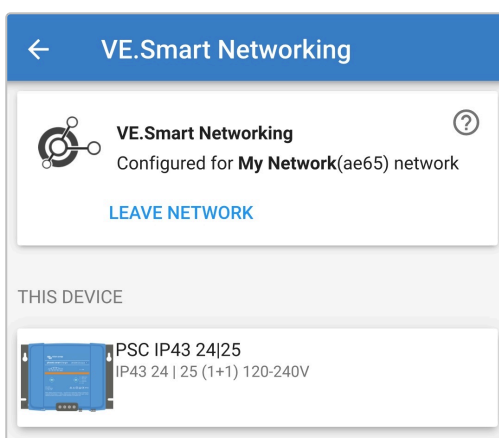 VE.Smart Networking
VE.Smart Networking
Configured for My Network(ae65) network
LEAVE NETWORK
THIS DEVICE
PSC IP43 24|25
IP43 24 | 25 (1+1) 120-240V